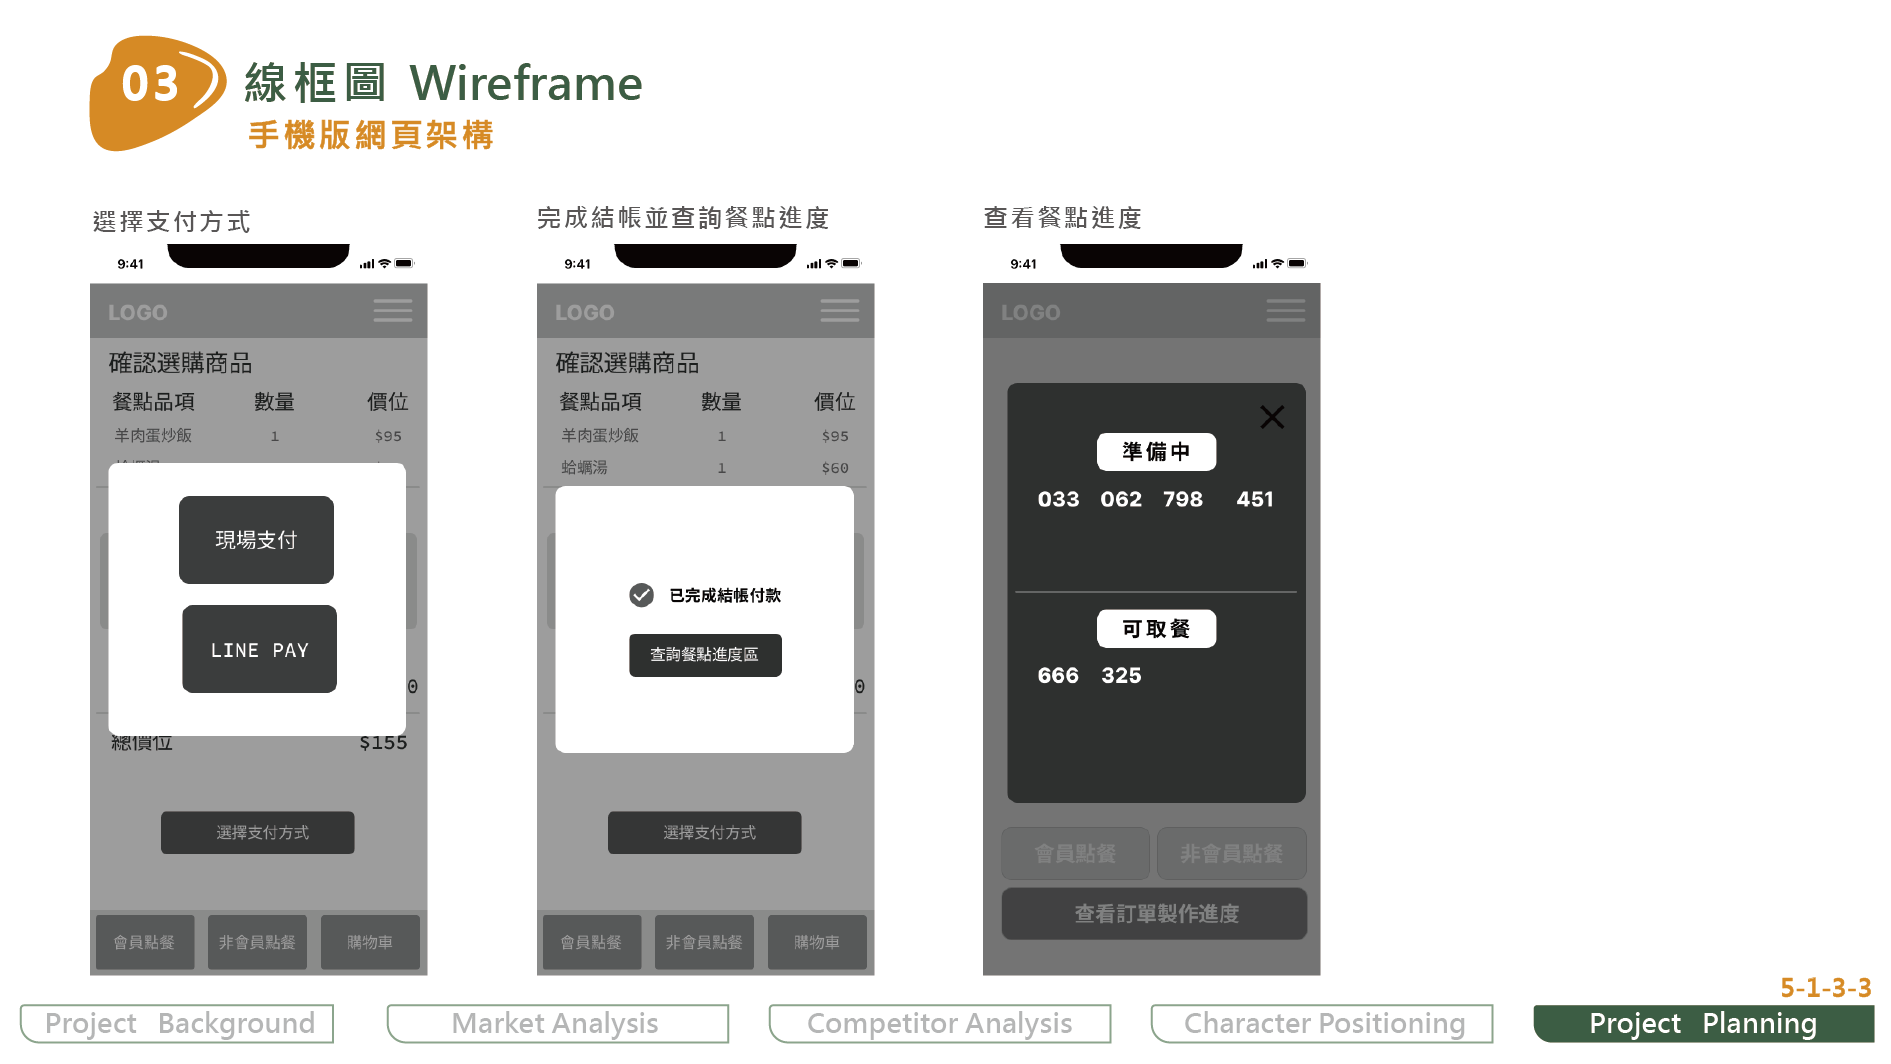 03
線框圖 Wireframe
手機版網頁架構
選擇支付方式
9:41
LOGO
確認選購商品
餐點品項 數量 價位
羊肉蛋炒飯 1 $95
現場支付
LINE PAY
0
總價位 $155
選擇支付方式
會員點餐 非會員點餐 購物車
完成結帳並查詢餐點進度
9:41
LOGO
確認選購商品
餐點品項 數量 價位
羊肉蛋炒飯 1 $95
蛤蠣湯 1 $60
已完成結帳付款
查詢餐點進度區
0
選擇支付方式
會員點餐 非會員點餐 購物車
查看餐點進度
9:41
LOGO
準備中
033 062 798 451
可取餐
666 325
會員點餐 非會員點餐
查看訂單製作進度
5-1-3-3
Project Background Market Analysis Competitor Analysis Character Positioning Project Planning